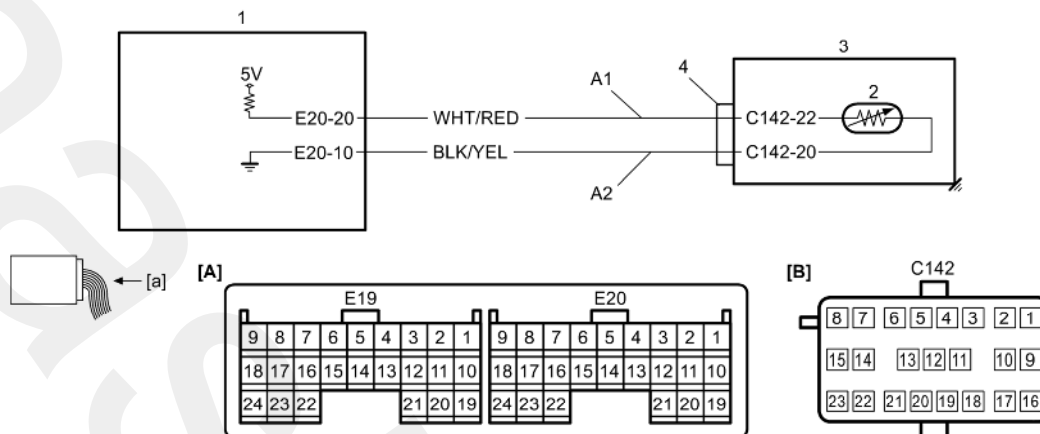 1
5V
E20-20
WHT/RED
E20-10
BLK/YEL
A1
A2
4
3
2
C142-22
C142-20
[a]
[A]
E19
E20
9 8 7 6 5 4 3 2 1 9 8 7 6 5 4 3 2 1
18 17 16 15 14 13 12 11 10 18 17 16 15 14 13 12 11 10
24 23 22 21 20 19 24 23 22 21 20 19
[B]
C142
8 7 6 5 4 3 2 1
15 14 13 12 11 10 9
23 22 21 20 19 18 17 16